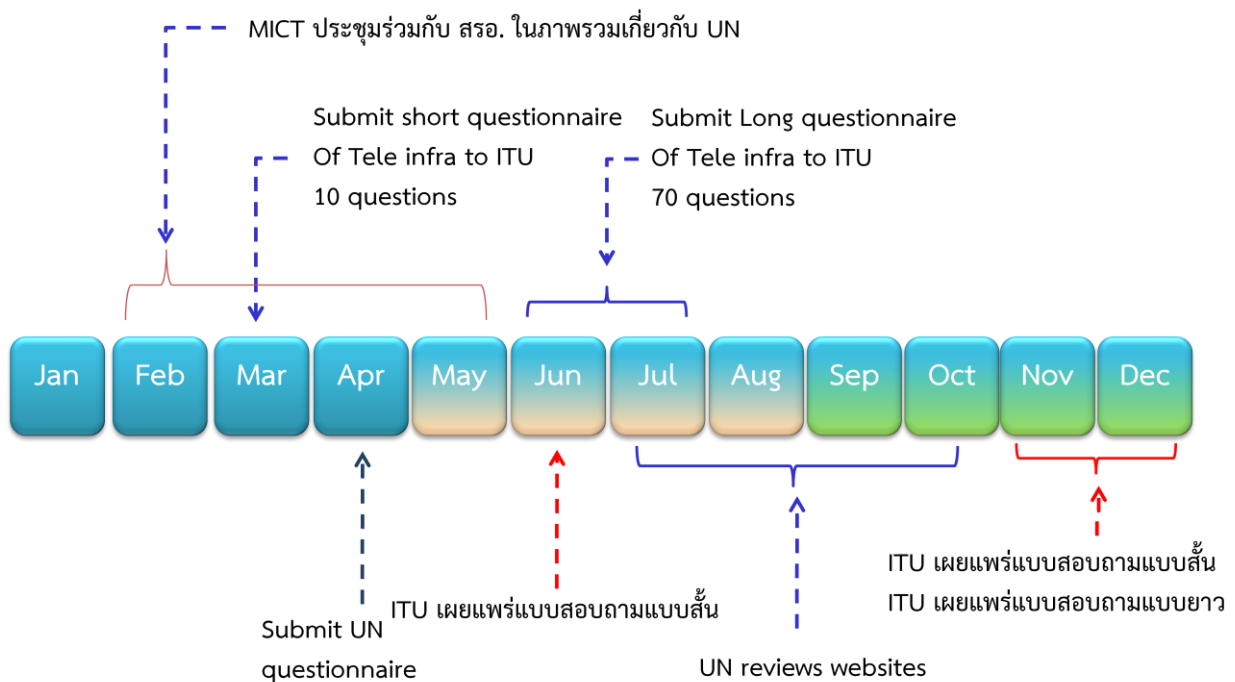 MICT ประชุมร่วมกับ สรอ. ในภาพรวมเกี่ยวกับ UN
Submit short questionnaire
Of Tele infra to ITU
10 questions
Submit Long questionnaire
Of Tele infra to ITU
70 questions
Jan Feb Mar Apr May Jun Jul Aug Sep Oct Nov Dec
ITU เผยแพร่แบบสอบถามแบบสั้น
Submit UN
questionnaire
UN reviews websites
ITU เผยแพร่แบบสอบถามแบบสั้น
ITU เผยแพร่แบบสอบถามแบบยาว